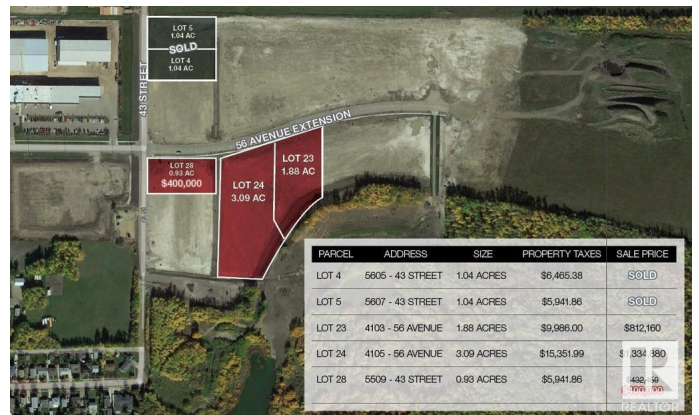 LOT 5
1.04 AC
SOLD
LOT 4
1.04 AC
43 STREET
56 AVENUE EXTENSION
LOT 28
0.93 AC
$400,000
LOT 24
3.09 AC
LOT 23
1.88 AC
PARCEL ADDRESS SIZE PROPERTY TAXES SALE PRICE
LOT 4 5605 - 43 STREET 1.04 ACRES $6,465.38 SOLD
LOT 5 5607 - 43 STREET 1.04 ACRES $5,941.86 SOLD
LOT 23 4103 - 56 AVENUE 1.88 ACRES $9,986.00 $812,160
LOT 24 4105 - 56 AVENUE 3.09 ACRES $15,351.99 $1,334,880
LOT 28 5509 - 43 STREET 0.93 ACRES $5,941.86
$400,000
REALTOR